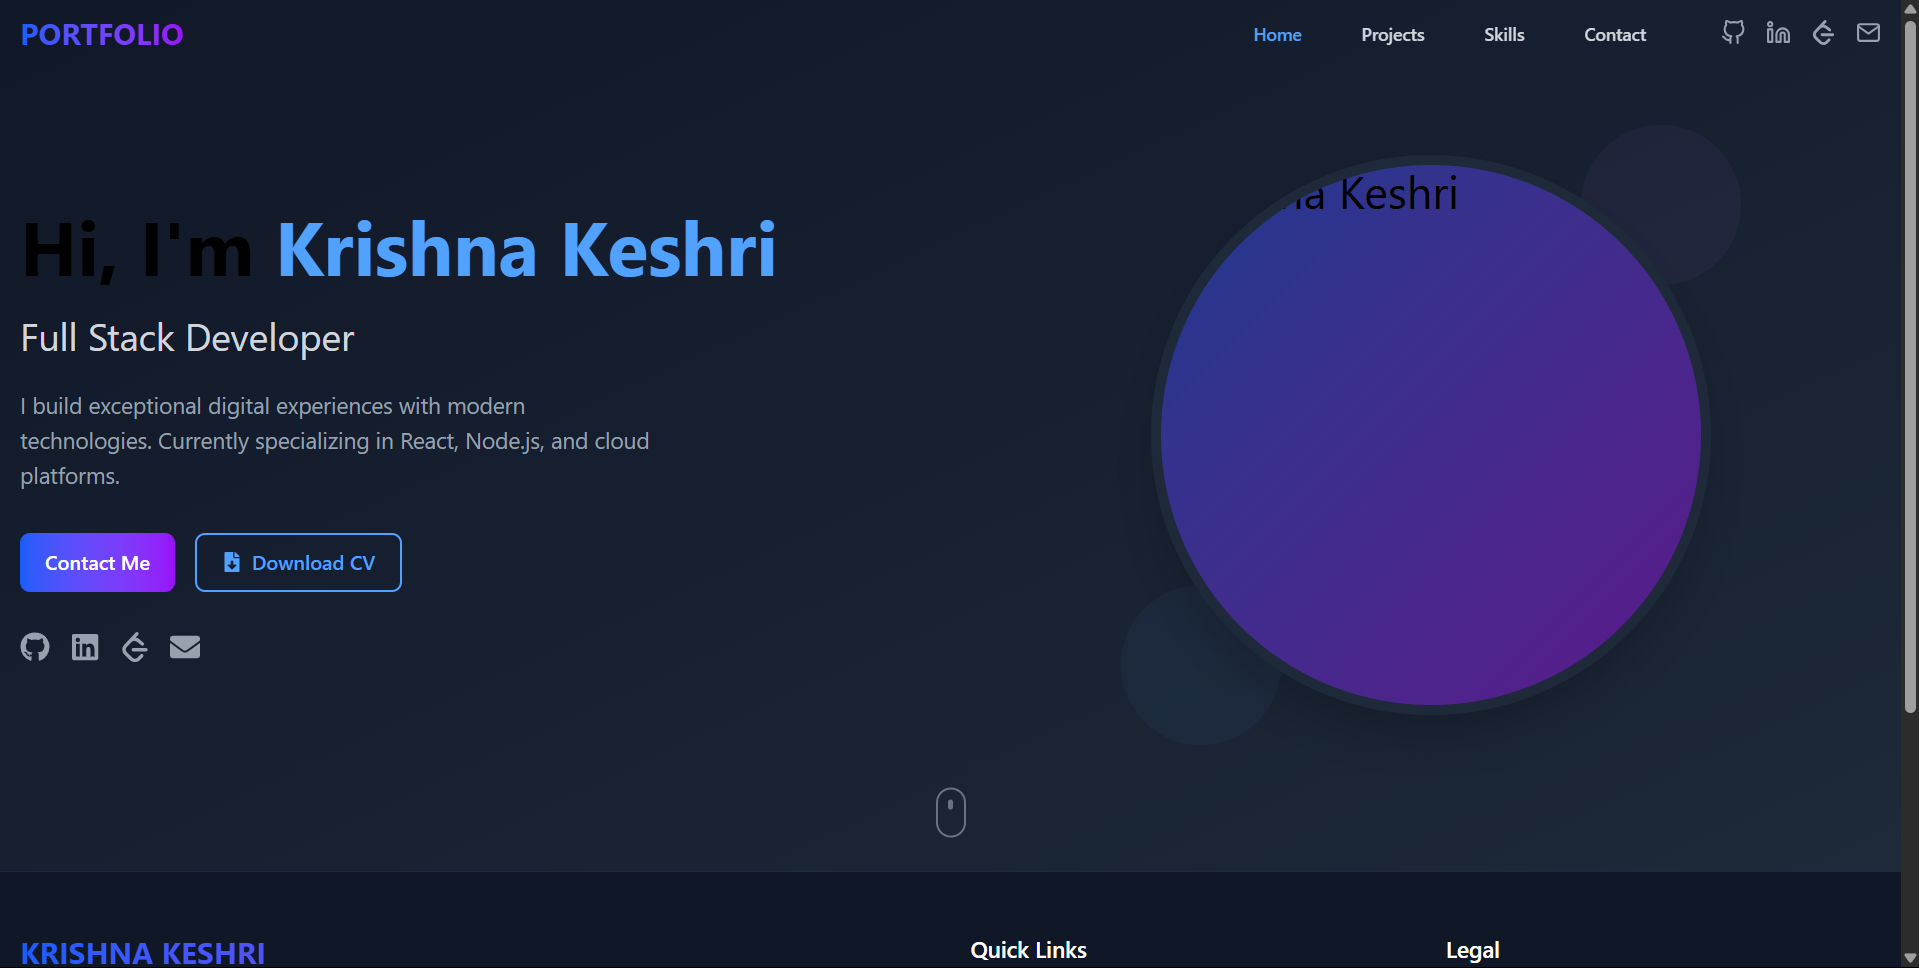 PORTFOLIO
Home Projects Skills Contact
Hi, I'm Krishna Keshri
Keshri
Full Stack Developer
I build exceptional digital experiences with modern
technologies. Currently specializing in React, Node.js, and cloud
platforms.
Contact Me
Download CV
KRISHNA KESHRI
Quick Links
Legal